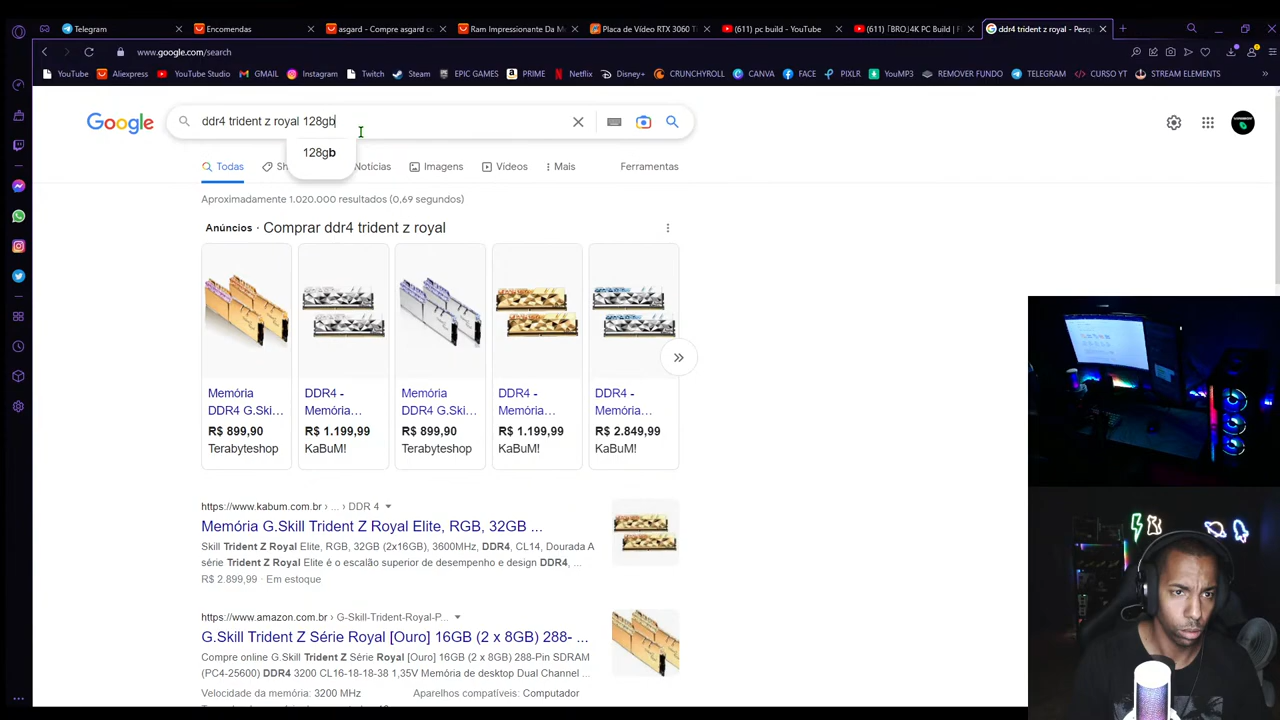 Telegram
Encomendas
asgard - Compre asgard co
Ram Impressionante Da M
Placa de Vídeo RTX 3060 T
(611) pc build - YouTube
(611) 「BRO」4K PC Build |
ddr4 trident z royal - Pesqu
www.google.com/search
YouTube
Aliexpress
YouTube Studio
GMAIL
Instagram
Twitch
Steam
EPIC GAMES
PRIME
Netflix
Disney+
CRUNCHYROLL
CANVA
FACE
PIXLR
YouMP3
REMOVER FUNDO
TELEGRAM
CURSO YT
STREAM ELEMENTS
Google
ddr4 trident z royal 128gb
128gb
Todas
Sh
Notícias
Imagens
Vídeos
Mais
Ferramentas
Aproximadamente 1.020.000 resultados (0,69 segundos)
Anúncios · Comprar ddr4 trident z royal
Memória DDR4 G.Ski...
R$ 899,90
Terabyteshop
DDR4 - Memória...
R$ 1.199,99
KaBuM!
Memória DDR4 G.Ski...
R$ 899,90
Terabyteshop
DDR4 - Memória...
R$ 1.199,99
KaBuM!
DDR4 - Memória...
R$ 2.849,99
KaBuM!
https://www.kabum.com.br › ... › DDR 4
Memória G.Skill Trident Z Royal Elite, RGB, 32GB ...
Skill Trident Z Royal Elite, RGB, 32GB (2x16GB), 3600MHz, DDR4, CL14, Dourada A
série Trident Z Royal Elite é o escalão superior de desempenho e design DDR4, ...
R$ 2.899,99 · Em estoque
https://www.amazon.com.br › G-Skill-Trident-Royal-P...
G.Skill Trident Z Série Royal [Ouro] 16GB (2 x 8GB) 288- ...
Compre online G.Skill Trident Z Série Royal [Ouro] 16GB (2 x 8GB) 288-Pin SDRAM
(PC4-25600) DDR4 3200 CL16-18-18-38 1,35V Memória de desktop Dual Channel ...
Velocidade da memória: 3200 MHz
Aparelhos compatíveis: Computador